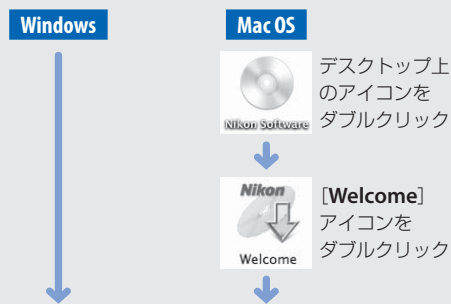 Windows
Mac OS
デスクトップ上
のアイコンを
ダブルクリック
Nikon Software
Nikon
Welcome
[Welcome]
アイコンを
ダブルクリック